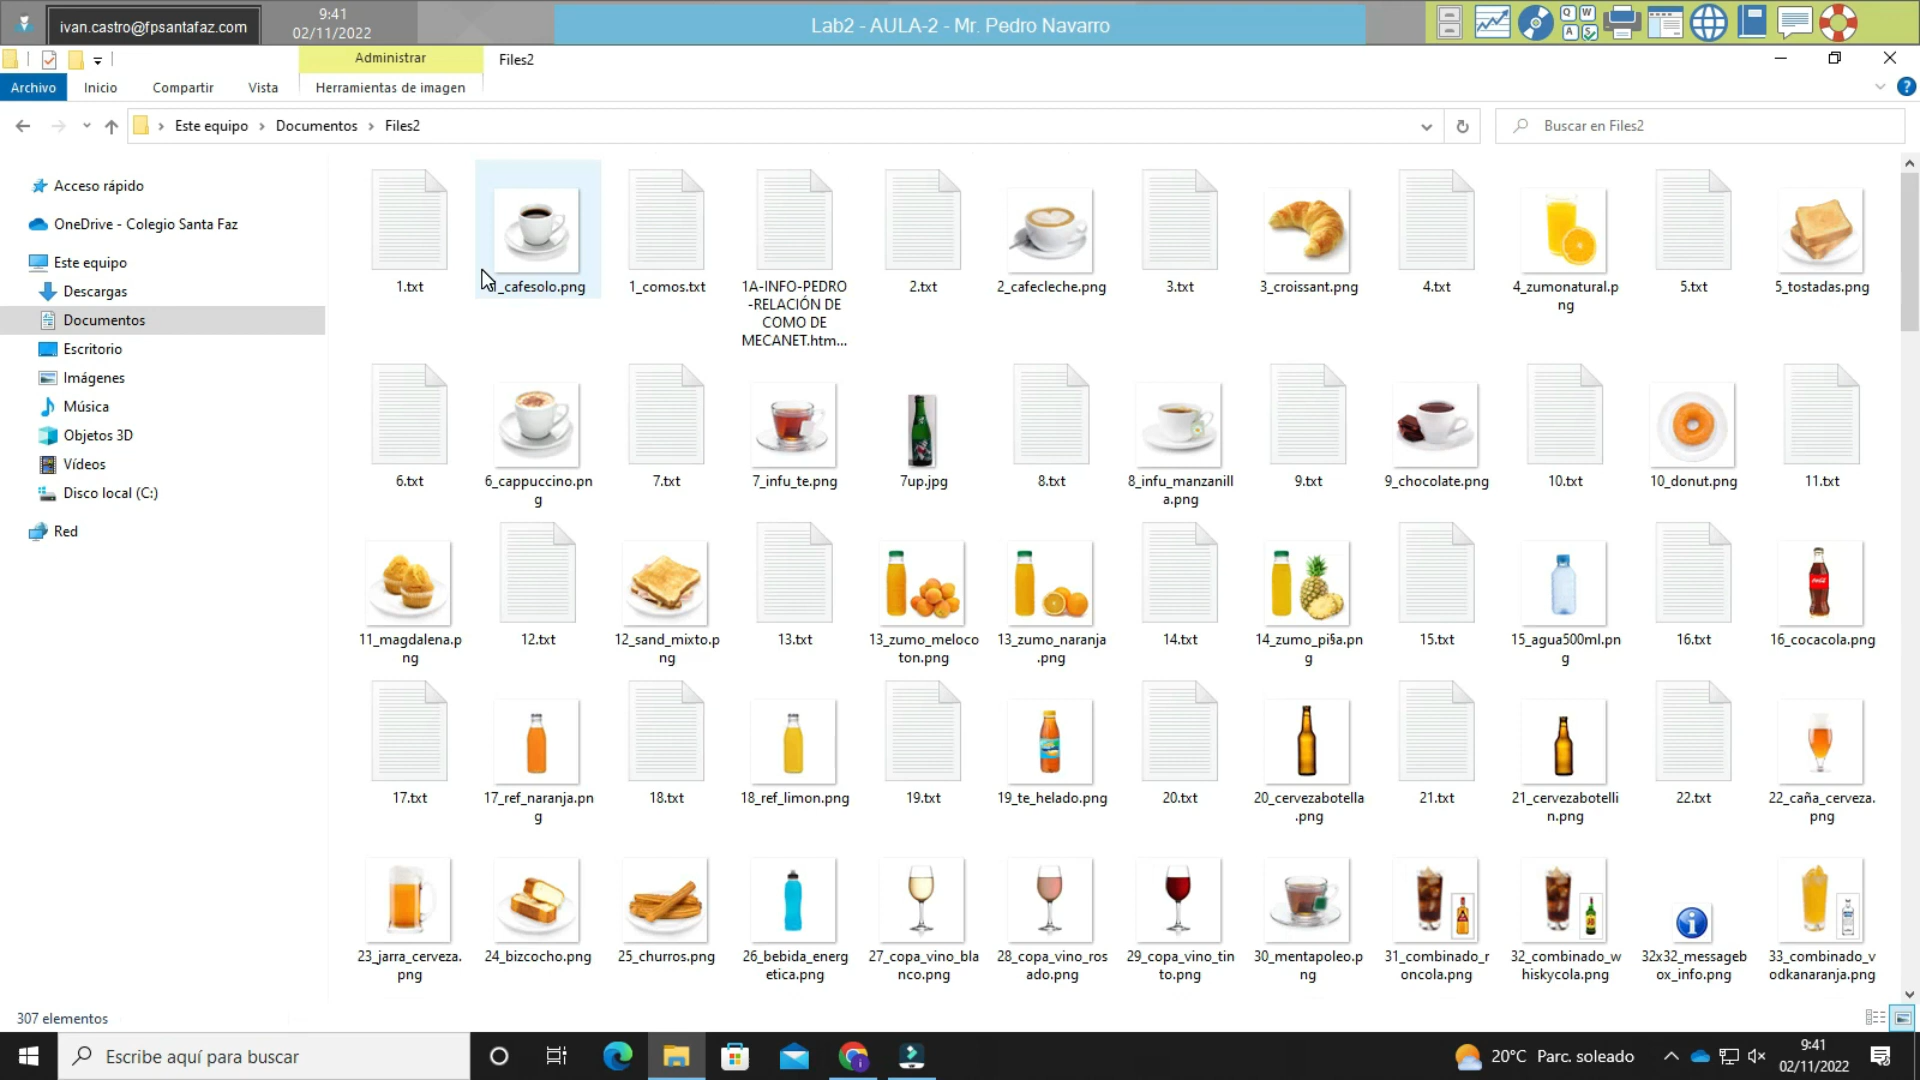 ivan.castro@fpsantafaz.com
9:41
02/11/2022
Lab2 - AULA-2 - Mr. Pedro Navarro
Administrar
Files2
Archivo
Inicio
Compartir
Vista
Herramientas de imagen
Este equipo
Documentos
Files2
Buscar en Files2
Acceso rápido
OneDrive - Colegio Santa Faz
Este equipo
Descargas
Documentos
Escritorio
Imágenes
Música
Objetos 3D
Vídeos
Disco local (C:)
Red
1.txt
1_cafesolo.png
1_comos.txt
1A-INFO-PEDRO
-RELACIÓN DE
COMO DE
MECANET.htm...
2.txt
2_cafecleche.png
3.txt
3_croissant.png
4.txt
4_zumonatural.p
ng
5.txt
5_tostadas.png
6.txt
6_cappuccino.pn
g
7.txt
7_infu_te.png
7up.jpg
8.txt
8_infu_manzanill
a.png
9.txt
9_chocolate.png
10.txt
10_donut.png
11.txt
11_magdalena.p
ng
12.txt
12_sand_mixto.p
ng
13.txt
13_zumo_meloco
ton.png
13_zumo_naranja
.png
14.txt
14_zumo_piña.pn
g
15.txt
15_agua500ml.pn
g
16.txt
16_cocacola.png
17.txt
17_ref_naranja.pn
g
18.txt
18_ref_limon.png
19.txt
19_te_helado.png
20.txt
20_cervezabotella
.png
21.txt
21_cervezabotelli
n.png
22.txt
22_caña_cerveza.
png
23_jarra_cerveza.
png
24_bizcocho.png
25_churros.png
26_bebida_energ
etica.png
27_copa_vino_bla
nco.png
28_copa_vino_ros
ado.png
29_copa_vino_tin
to.png
30_mentapoleo.p
ng
31_combinado_r
oncola.png
32_combinado_w
hiskycola.png
32x32_messageb
ox_info.png
33_combinado_v
odkanaranja.png
307 elementos
Escribe aquí para buscar
20°C Parc. soleado
9:41
02/11/2022